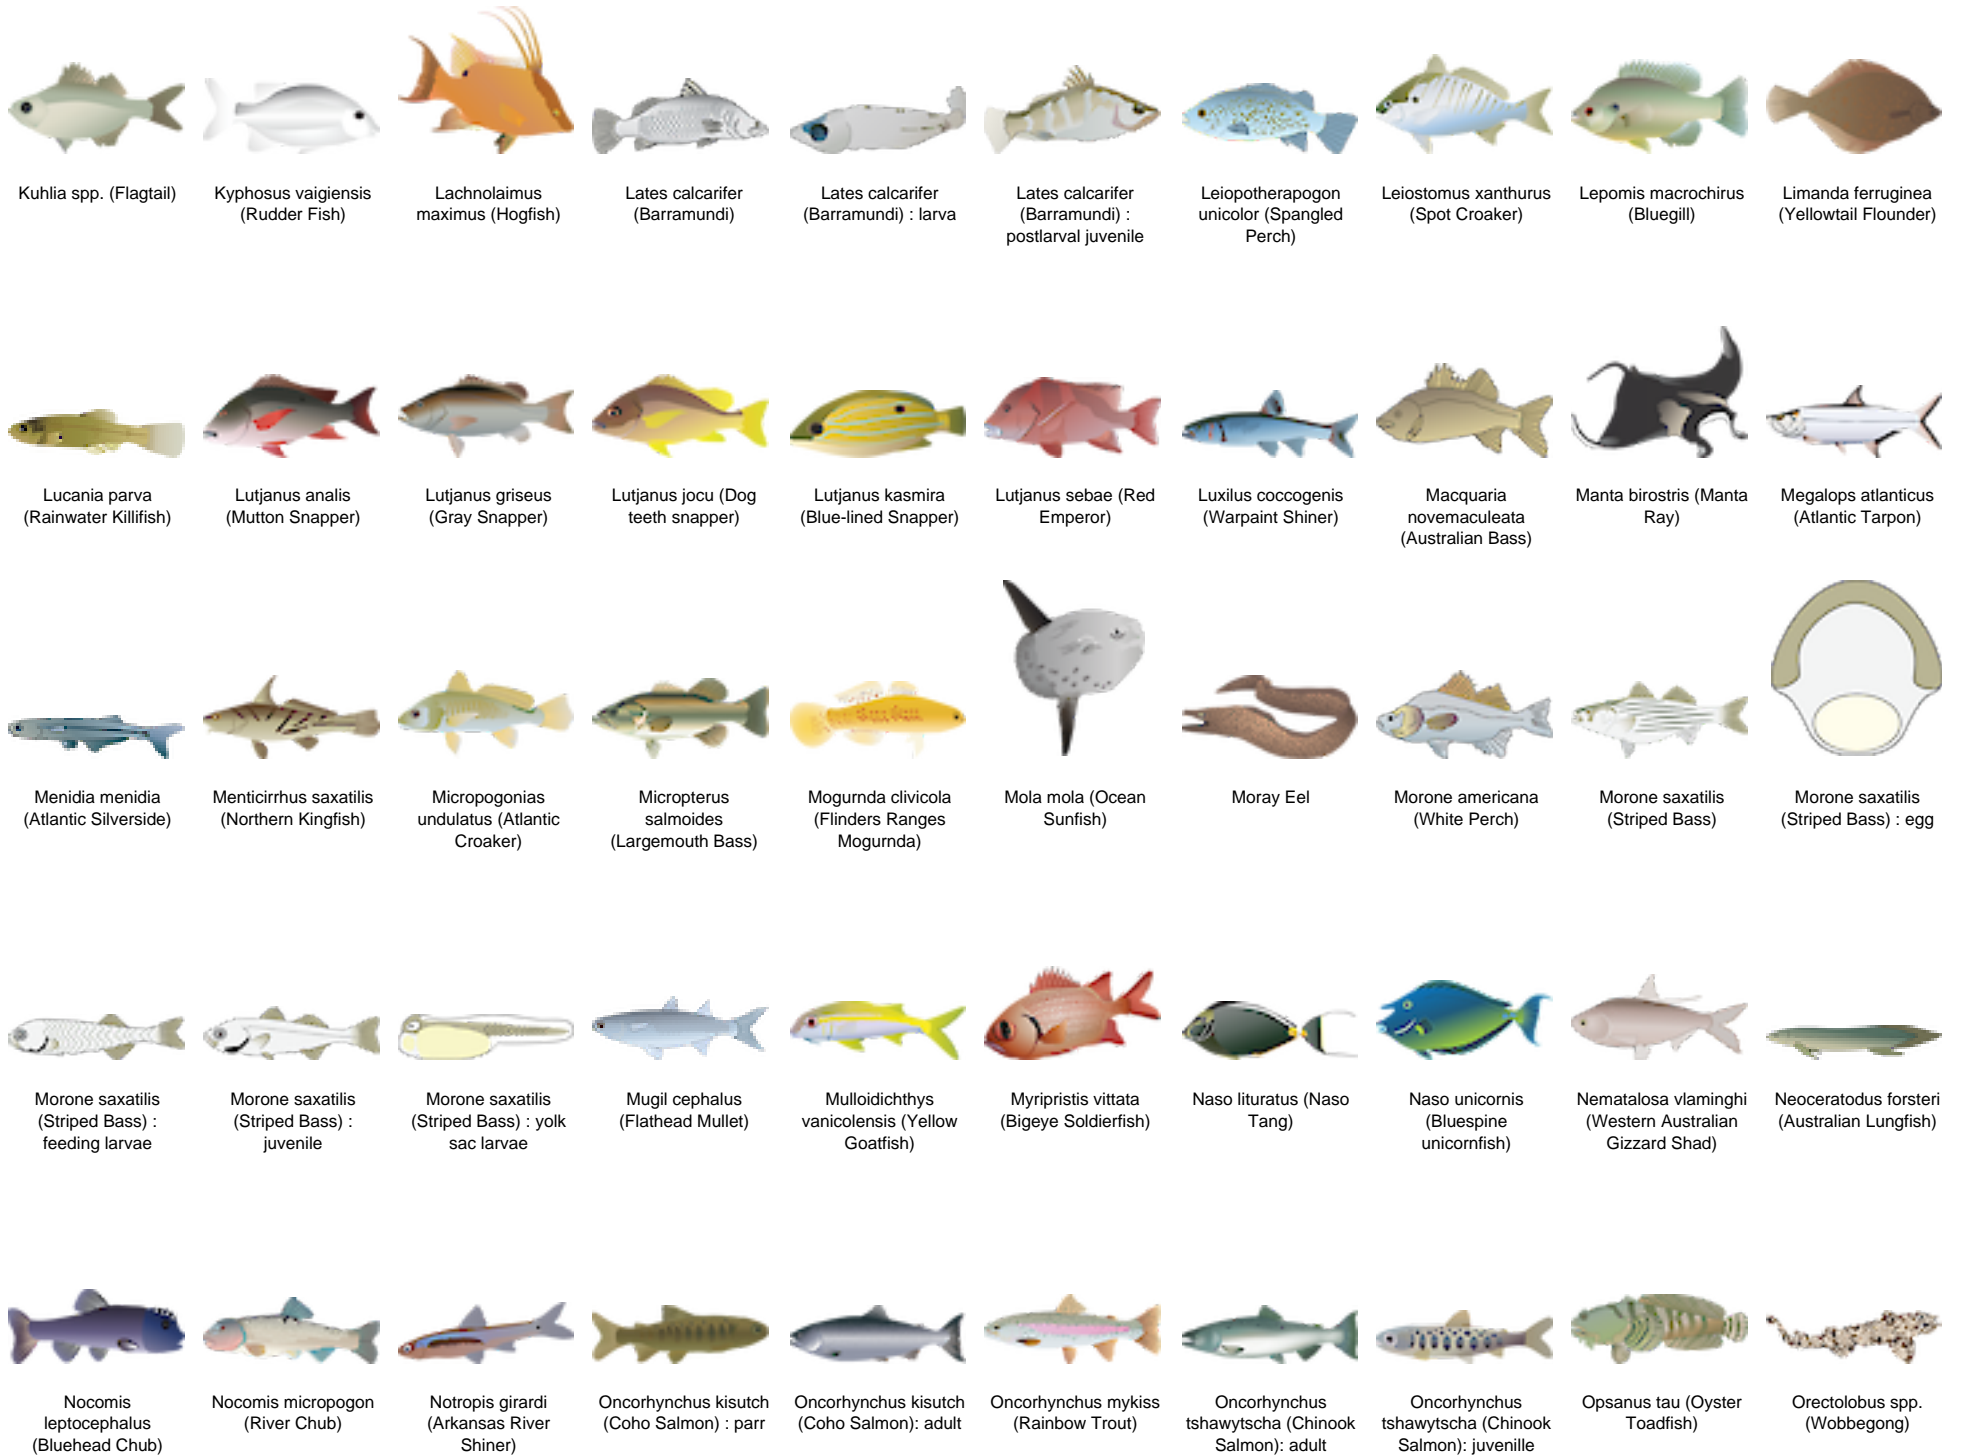 Kuhlia spp. (Flagtail)
Kyphosus vaigiensis
(Rudder Fish)
Lachnolaimus
maximus (Hogfish)
Lates calcarifer
(Barramundi)
Lates calcarifer
(Barramundi) : larva
Lates calcarifer
(Barramundi) :
postlarval juvenile
Leiopotherapogon
unicolor (Spangled
Perch)
Leiostomus xanthurus
(Spot Croaker)
Lepomis macrochirus
(Bluegill)
Limanda ferruginea
(Yellowtail Flounder)
Lucania parva
(Rainwater Killifish)
Lutjanus analis
(Mutton Snapper)
Lutjanus griseus
(Gray Snapper)
Lutjanus jocu (Dog
teeth snapper)
Lutjanus kasmira
(Blue-lined Snapper)
Lutjanus sebae (Red
Emperor)
Luxilus coccogenis
(Warpaint Shiner)
Macquaria
novemaculeata
(Australian Bass)
Manta birostris (Manta
Ray)
Megalops atlanticus
(Atlantic Tarpon)
Menidia menidia
(Atlantic Silverside)
Menticirrhus saxatilis
(Northern Kingfish)
Micropogonias
undulatus (Atlantic
Croaker)
Micropterus
salmoides
(Largemouth Bass)
Mogurnda clivicola
(Flinders Ranges
Mogurnda)
Mola mola (Ocean
Sunfish)
Moray Eel
Morone americana
(White Perch)
Morone saxatilis
(Striped Bass)
Morone saxatilis
(Striped Bass) : egg
Morone saxatilis
(Striped Bass) :
feeding larvae
Morone saxatilis
(Striped Bass) :
juvenile
Morone saxatilis
(Striped Bass) : yolk
sac larvae
Mugil cephalus
(Flathead Mullet)
Mulloidichthys
vanicolensis (Yellow
Goatfish)
Myripristis vittata
(Bigeye Soldierfish)
Naso lituratus (Naso
Tang)
Naso unicornis
(Bluespine
unicornfish)
Nematalosa vlaminghi
(Western Australian
Gizzard Shad)
Neoceratodus forsteri
(Australian Lungfish)
Nocomis
leptocephalus
(Bluehead Chub)
Nocomis micropogon
(River Chub)
Notropis girardi
(Arkansas River
Shiner)
Oncorhynchus kisutch
(Coho Salmon) : parr
Oncorhynchus kisutch
(Coho Salmon): adult
Oncorhynchus mykiss
(Rainbow Trout)
Oncorhynchus
tshawytscha (Chinook
Salmon): adult
Oncorhynchus
tshawytscha (Chinook
Salmon): juvenille
Opsanus tau (Oyster
Toadfish)
Orectolobus spp.
(Wobbegong)